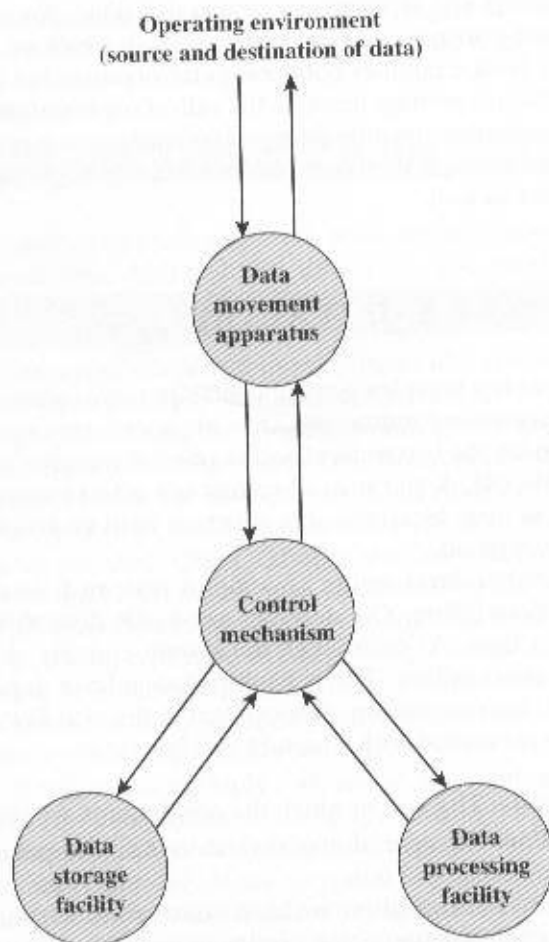 Operating environment
(source and destination of data)
Data
movement
apparatus
Control
mechanism
Data
storage
facility
Data
processing
facility